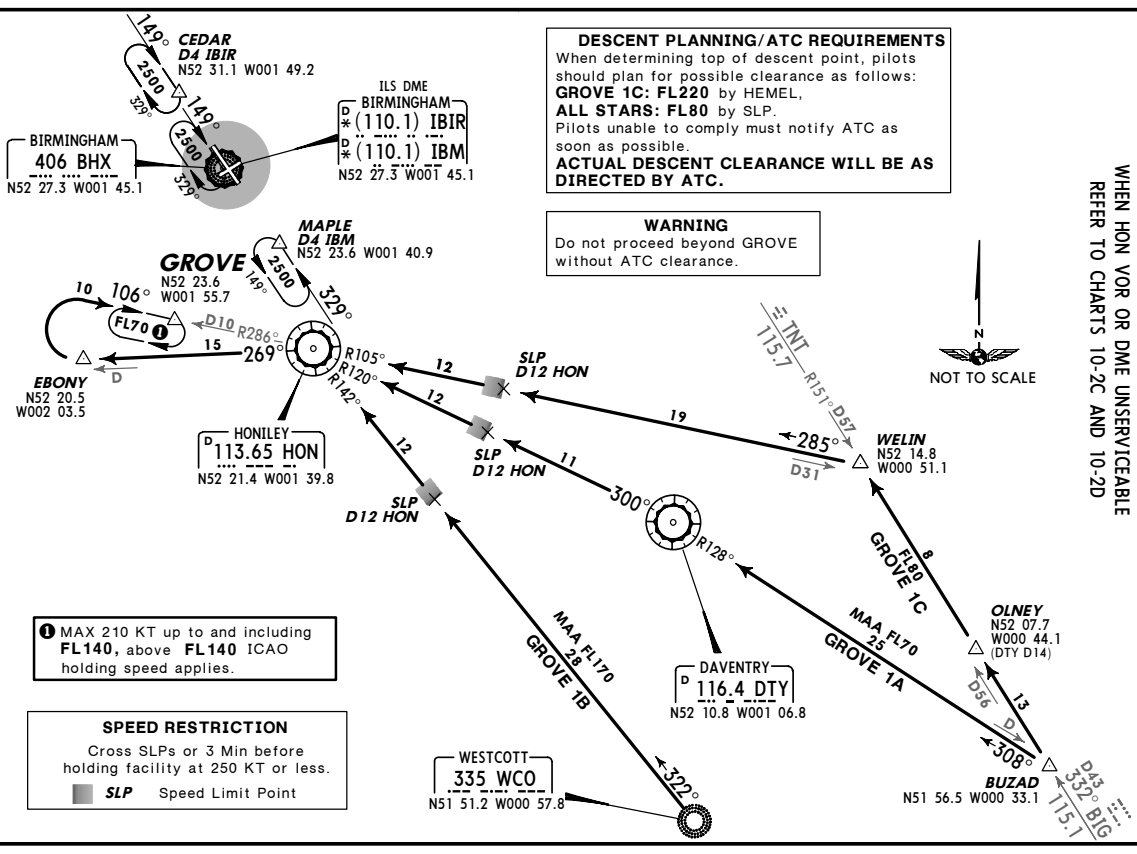 149°
CEDAR
D4 IBIR
N52 31.1 W001 49.2
2500
329°
149°
2500
329°
BIRMINGHAM
406 BHX
N52 27.3 W001 45.1
ILS DME
BIRMINGHAM
D * (110.1) IBIR
D * (110.1) IBM
N52 27.3 W001 45.1
DESCENT PLANNING/ATC REQUIREMENTS
When determining top of descent point, pilots
should plan for possible clearance as follows:
GROVE 1C: FL220 by HEMEL,
ALL STARS: FL80 by SLP.
Pilots unable to comply must notify ATC as
soon as possible.
ACTUAL DESCENT CLEARANCE WILL BE AS
DIRECTED BY ATC.
WARNING
Do not proceed beyond GROVE
without ATC clearance.
WHEN HON VOR OR DME UNSERVICEABLE
REFER TO CHARTS 10-2C AND 10-2D
MAPLE
D4 IBM
N52 23.6 W001 40.9
2500
149°
329°
GROVE
N52 23.6
W001 55.7
10
106°
FL70 1
D10 R286°
15
269°
D
EBONY
N52 20.5
W002 03.5
HONILEY
D 113.65 HON
N52 21.4 W001 39.8
R105°
R120°
R142°
12
SLP
D12 HON
12
SLP
D12 HON
12
SLP
D12 HON
19
11
285°
D31
300°
TNT
115.7
R151° D57
N
NOT TO SCALE
WELIN
N52 14.8
W000 51.1
8
FL80
GROVE 1C
R128°
OLNEY
N52 07.7
W000 44.1
(DTY D14)
MAA FL70
25
GROVE 1A
D56
D
13
308°
BUZAD
N51 56.5 W000 33.1
D43
332° BIG
115.1
MAA FL170
28
GROVE 1B
DAVENTRY
D 116.4 DTY
N52 10.8 W001 06.8
WESTCOTT
335 WCO
N51 51.2 W000 57.8
322°
1 MAX 210 KT up to and including
FL140, above FL140 ICAO
holding speed applies.
SPEED RESTRICTION
Cross SLPs or 3 Min before
holding facility at 250 KT or less.
SLP Speed Limit Point